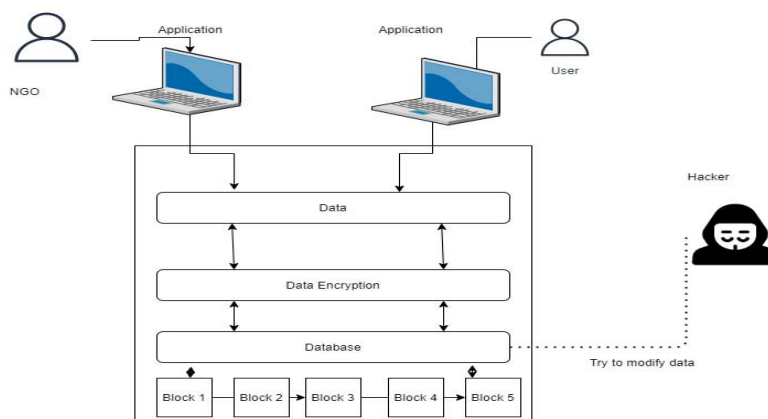 Application
Application
NGO
User
Hacker
Data
Data Encryption
Database
Try to modify data
Block 1
Block 2
Block 3
Block 4
Block 5